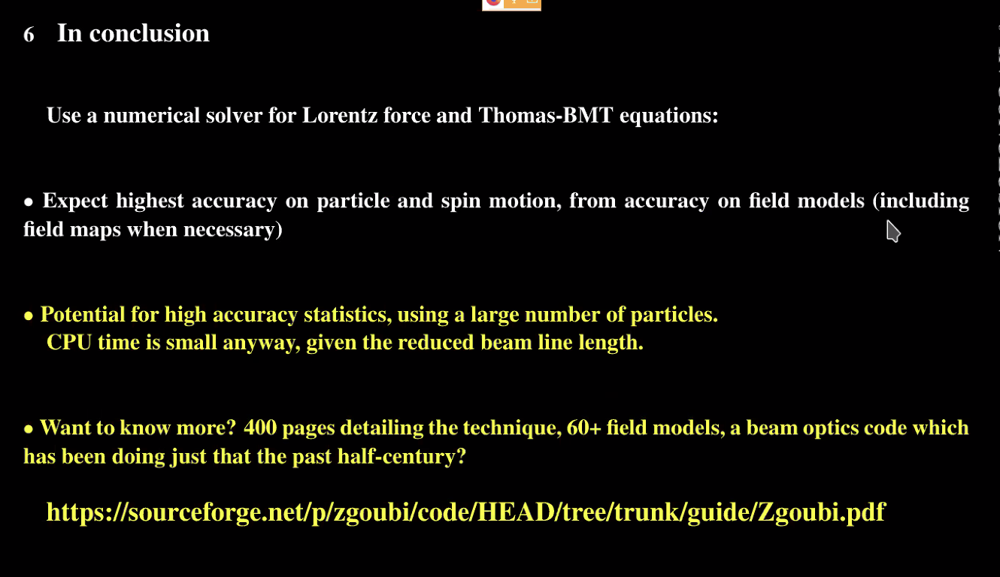 6 In conclusion
Use a numerical solver for Lorentz force and Thomas-BMT equations:
• Expect highest accuracy on particle and spin motion, from accuracy on field models (including
field maps when necessary)
• Potential for high accuracy statistics, using a large number of particles.
CPU time is small anyway, given the reduced beam line length.
• Want to know more? 400 pages detailing the technique, 60+ field models, a beam optics code which
has been doing just that the past half-century?
https://sourceforge.net/p/zgoubi/code/HEAD/tree/trunk/guide/Zgoubi.pdf